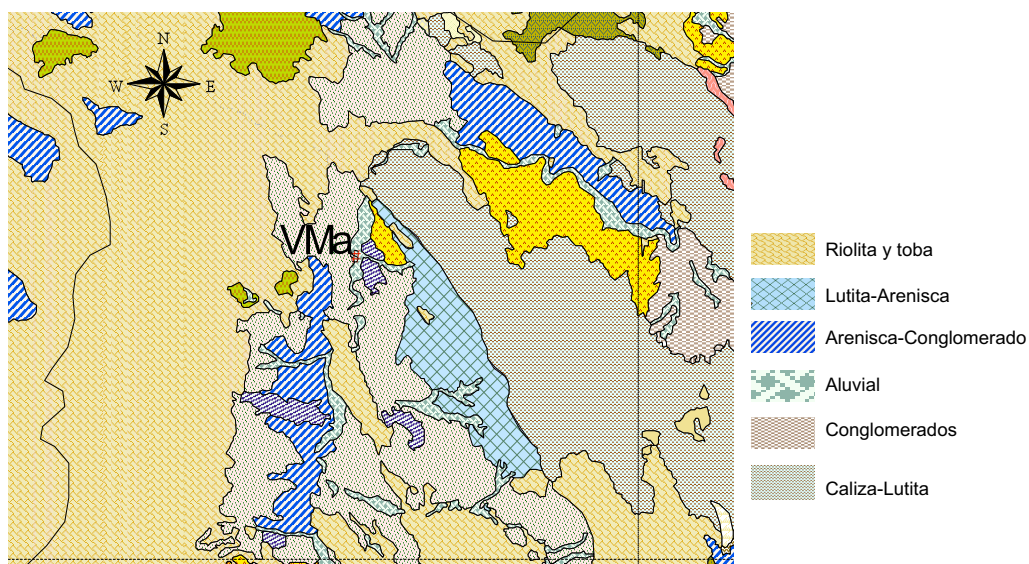 N
W E
S
VMa
Riolita y toba
Lutita-Arenisca
Arenisca-Conglomerado
Aluvial
Conglomerados
Caliza-Lutita